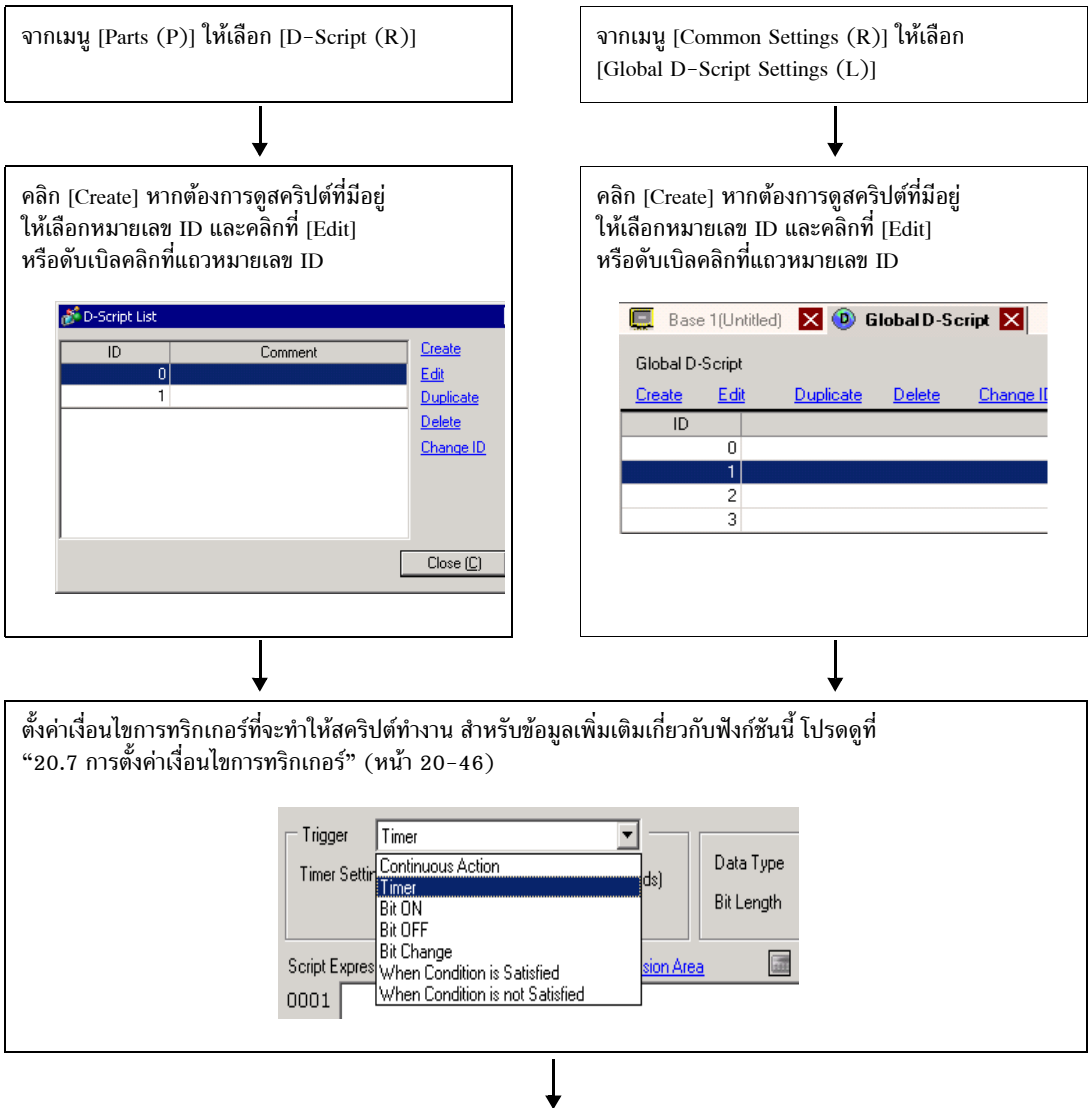 จากเมนู [Parts (P)] ให้เลือก [D-Script (R)]
จากเมนู [Common Settings (R)] ให้เลือก
[Global D-Script Settings (L)]
คลิก [Create] หากต้องการดูสคริปต์ที่มีอยู่
ให้เลือกหมายเลข ID และคลิกที่ [Edit]
หรือดับเบิลคลิกที่แถวหมายเลข ID
D-Script List
ID Comment
0
1
Create
Edit
Duplicate
Delete
Change ID
Close (C)
คลิก [Create] หากต้องการดูสคริปต์ที่มีอยู่
ให้เลือกหมายเลข ID และคลิกที่ [Edit]
หรือดับเบิลคลิกที่แถวหมายเลข ID
Base 1(Untitled) Global D-Script
Global D-Script
Create Edit Duplicate Delete Change I
ID
0
1
2
3
ตั้งค่าเงื่อนไขการทริกเกอร์ที่จะทำให้สคริปต์ทำงาน สำหรับข้อมูลเพิ่มเติมเกี่ยวกับฟังก์ชันนี้ โปรดดูที่
“20.7 การตั้งค่าเงื่อนไขการทริกเกอร์” (หน้า 20-46)
Trigger Timer
Timer Settin ds) Data Type
Bit Length
Continuous Action
Timer
Bit ON
Bit OFF
Bit Change
When Condition is Satisfied
When Condition is not Satisfied
Script Expres sion Area
0001